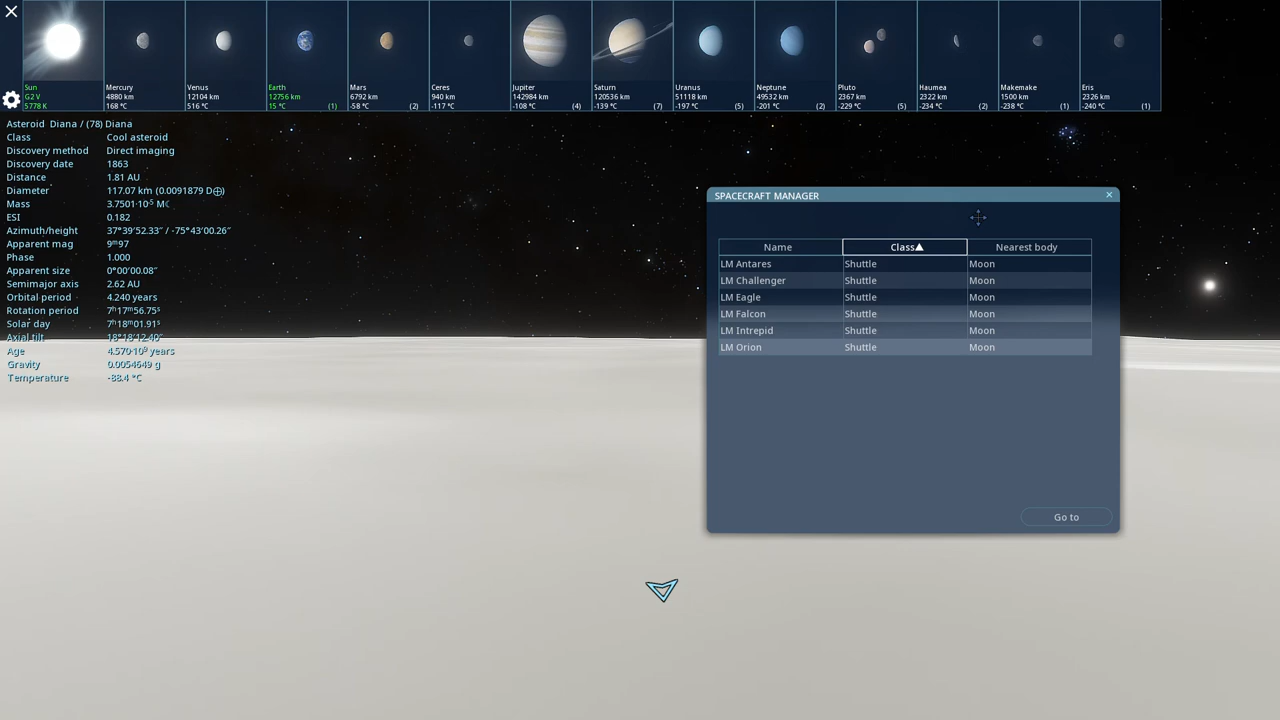 Sun
G2 V
5778 K
Mercury
4880 km
168 °C
Venus
12104 km
516 °C
Earth
12756 km
15 °C (1)
Mars
6792 km
-58 °C (2)
Ceres
940 km
-117 °C
Jupiter
142984 km
-108 °C (4)
Saturn
120536 km
-139 °C (7)
Uranus
51118 km
-197 °C (5)
Neptune
49532 km
-201 °C (2)
Pluto
2367 km
-229 °C (5)
Haumea
2322 km
-234 °C (2)
Makemake
1500 km
-238 °C (1)
Eris
2326 km
-240 °C (1)
Asteroid Diana / (78) Diana
Class Cool asteroid
Discovery method Direct imaging
Discovery date 1863
Distance 1.81 AU
Diameter 117.07 km (0.0091879 D⊕)
Mass 3.7501·10⁻⁵ M☾
ESI 0.182
Azimuth/height 37°39′52.33″ / -75°43′00.26″
Apparent mag 9ᵐ97
Phase 1.000
Apparent size 0°00′00.08″
Semimajor axis 2.62 AU
Orbital period 4.240 years
Rotation period 7ʰ17ᵐ56.75ˢ
Solar day 7ʰ18ᵐ01.91ˢ
Axial tilt 18°18′12.40″
Age 4.570·10⁹ years
Gravity 0.0054649 g
Temperature -88.4 °C
SPACECRAFT MANAGER
Name Class▲ Nearest body
LM Antares Shuttle Moon
LM Challenger Shuttle Moon
LM Eagle Shuttle Moon
LM Falcon Shuttle Moon
LM Intrepid Shuttle Moon
LM Orion Shuttle Moon
Go to